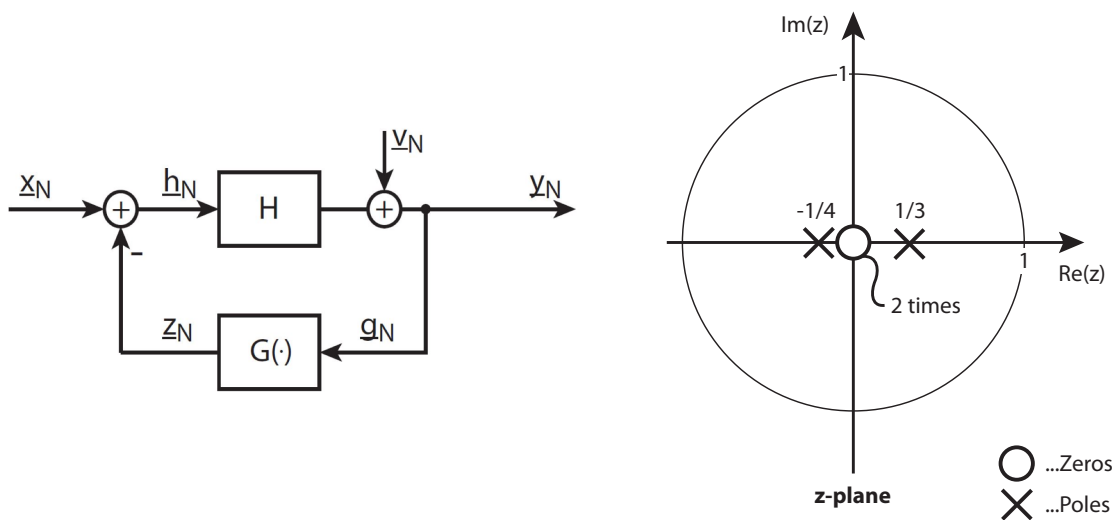 x_N
+
h_N
H
v_N
+
y_N
-
z_N
G(·)
g_N
Im(z)
1
-1/4
1/3
1
Re(z)
2 times
z-plane
...Zeros
...Poles